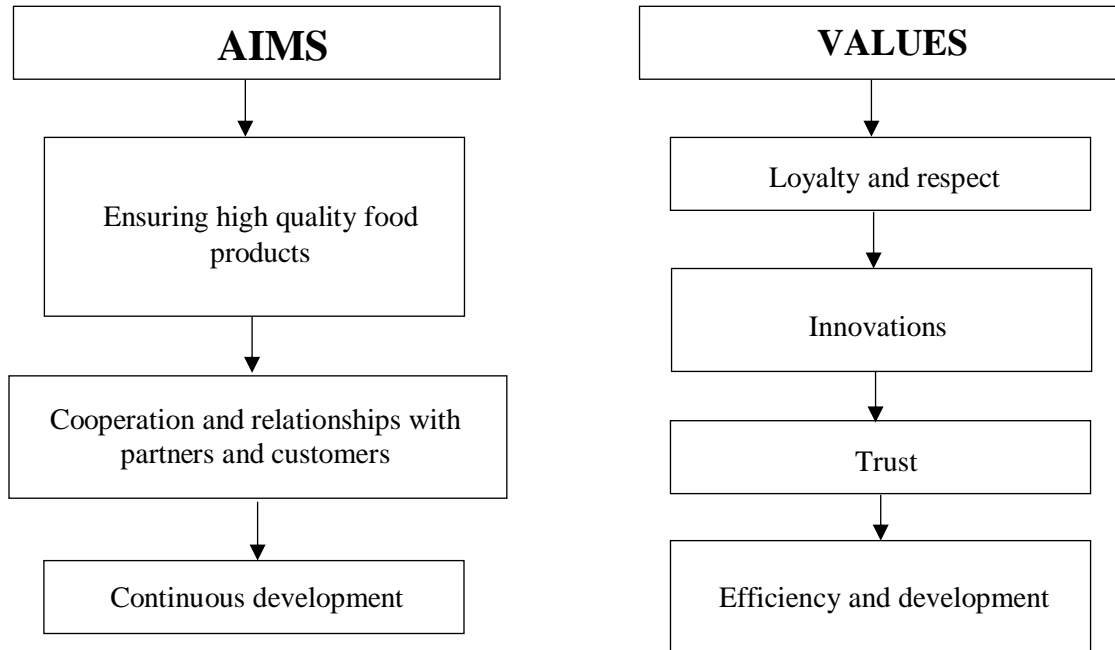 AIMS
Ensuring high quality food
products
Cooperation and relationships with
partners and customers
Continuous development
VALUES
Loyalty and respect
Innovations
Trust
Efficiency and development